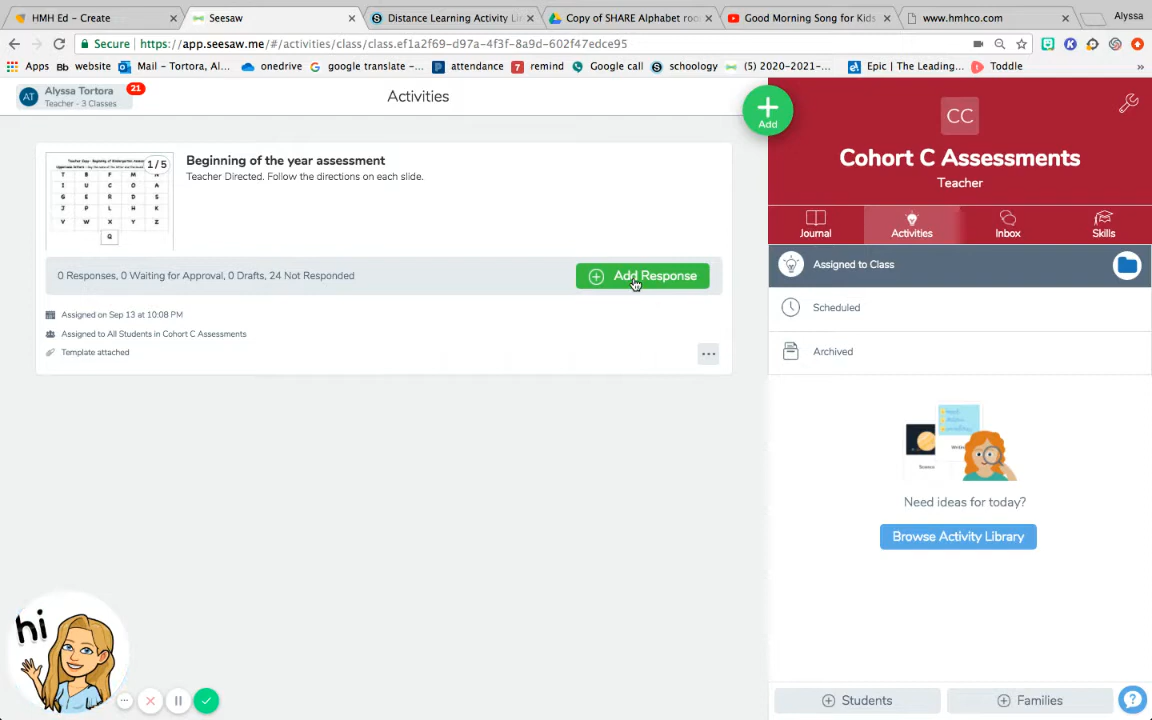 HMH Ed - Create
Seesaw
Distance Learning Activity Li
Copy of SHARE Alphabet roo
Good Morning Song for Kids
www.hmhco.com
Alyssa
Secure https://app.seesaw.me/#/activities/class/class.ef1a2f69-d97a-4f3f-8a9d-602f47edce95
Apps Bb website Mail - Tortora, Al... onedrive google translate -... attendance remind Google call schoology (5) 2020-2021-... Epic | The Leading... Toddle »
AT Alyssa Tortora 21
Teacher - 3 Classes
Activities
Add
CC
Cohort C Assessments
Teacher
Journal Activities Inbox Skills
Assigned to Class
Scheduled
Archived
Need ideas for today?
Browse Activity Library
Students Families
1 / 5
T B F M
I U C O A
G E R D S
J P L H K
V W X Y Z
Q
Beginning of the year assessment
Teacher Directed. Follow the directions on each slide.
0 Responses, 0 Waiting for Approval, 0 Drafts, 24 Not Responded
Add Response
Assigned on Sep 13 at 10:08 PM
Assigned to All Students in Cohort C Assessments
Template attached
hi